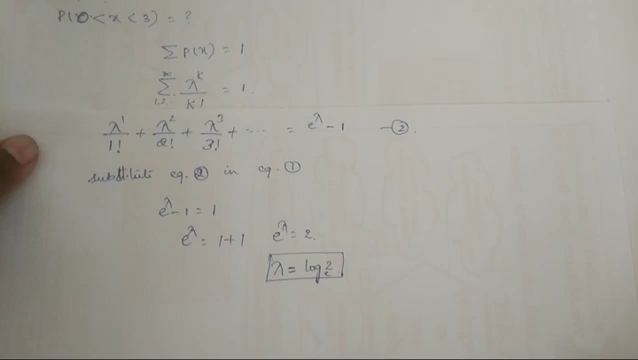 P(0 < x < 3) = ?
∑ P(x) = 1
∑ λ^k / k! = 1.
λ^1/1! + λ^2/2! + λ^3/3! + ..... = e^λ - 1 —②.
substitute eq. ② in eq. ①
e^λ - 1 = 1
e^λ = 1+1 e^λ = 2.
λ = log_e 2